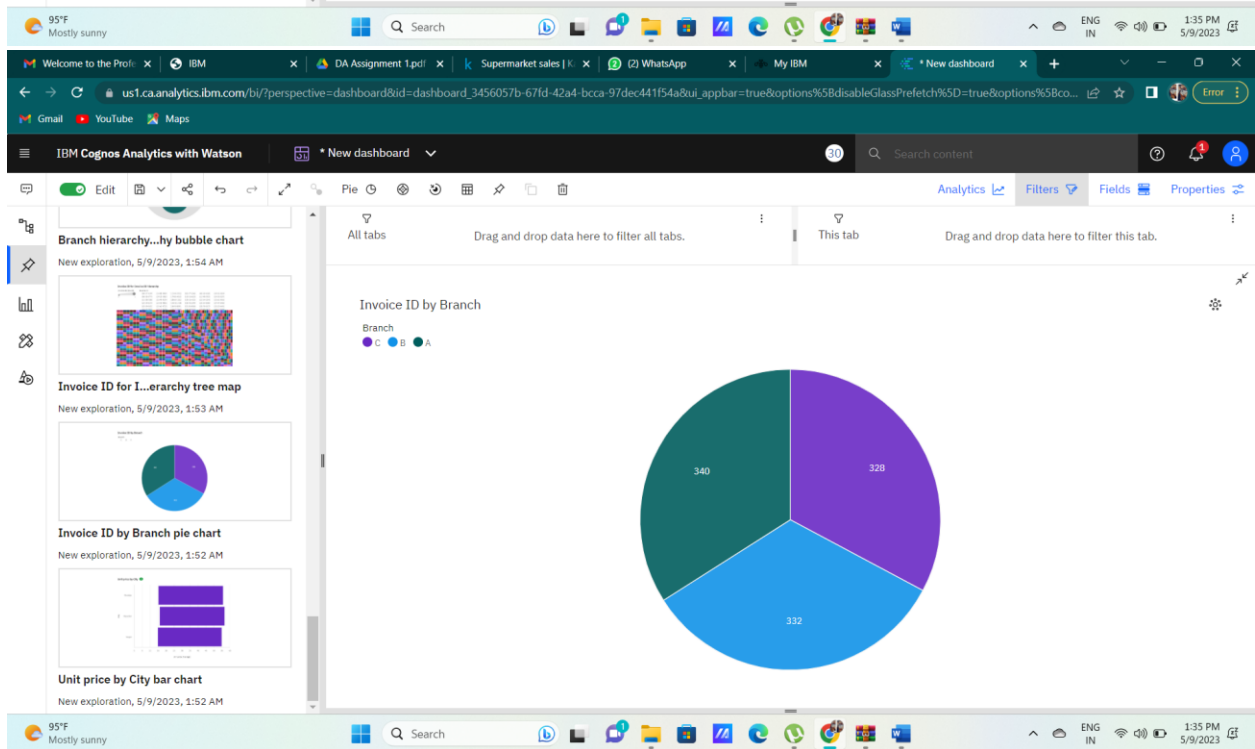 95°F
Mostly sunny
Search
ENG
IN
1:35 PM
5/9/2023
Welcome to the Profe
IBM
DA Assignment 1.pdf
Supermarket sales | K
(2) WhatsApp
My IBM
* New dashboard
us1.ca.analytics.ibm.com/bi/?perspective=dashboard&id=dashboard_3456057b-67fd-42a4-bcca-97dec441f54a&ui_appbar=true&options%5BdisableGlassPrefetch%5D=true&options%5Bco...
Error
Gmail
YouTube
Maps
IBM Cognos Analytics with Watson
* New dashboard
30
Search content
1
Edit
Pie
Analytics
Filters
Fields
Properties
All tabs
Drag and drop data here to filter all tabs.
This tab
Drag and drop data here to filter this tab.
Branch hierarchy...hy bubble chart
New exploration, 5/9/2023, 1:54 AM
Invoice ID for I...erarchy tree map
New exploration, 5/9/2023, 1:53 AM
Invoice ID by Branch pie chart
New exploration, 5/9/2023, 1:52 AM
Unit price by City bar chart
New exploration, 5/9/2023, 1:52 AM
Invoice ID by Branch
Branch
C B A
340
328
332
95°F
Mostly sunny
Search
ENG
IN
1:35 PM
5/9/2023